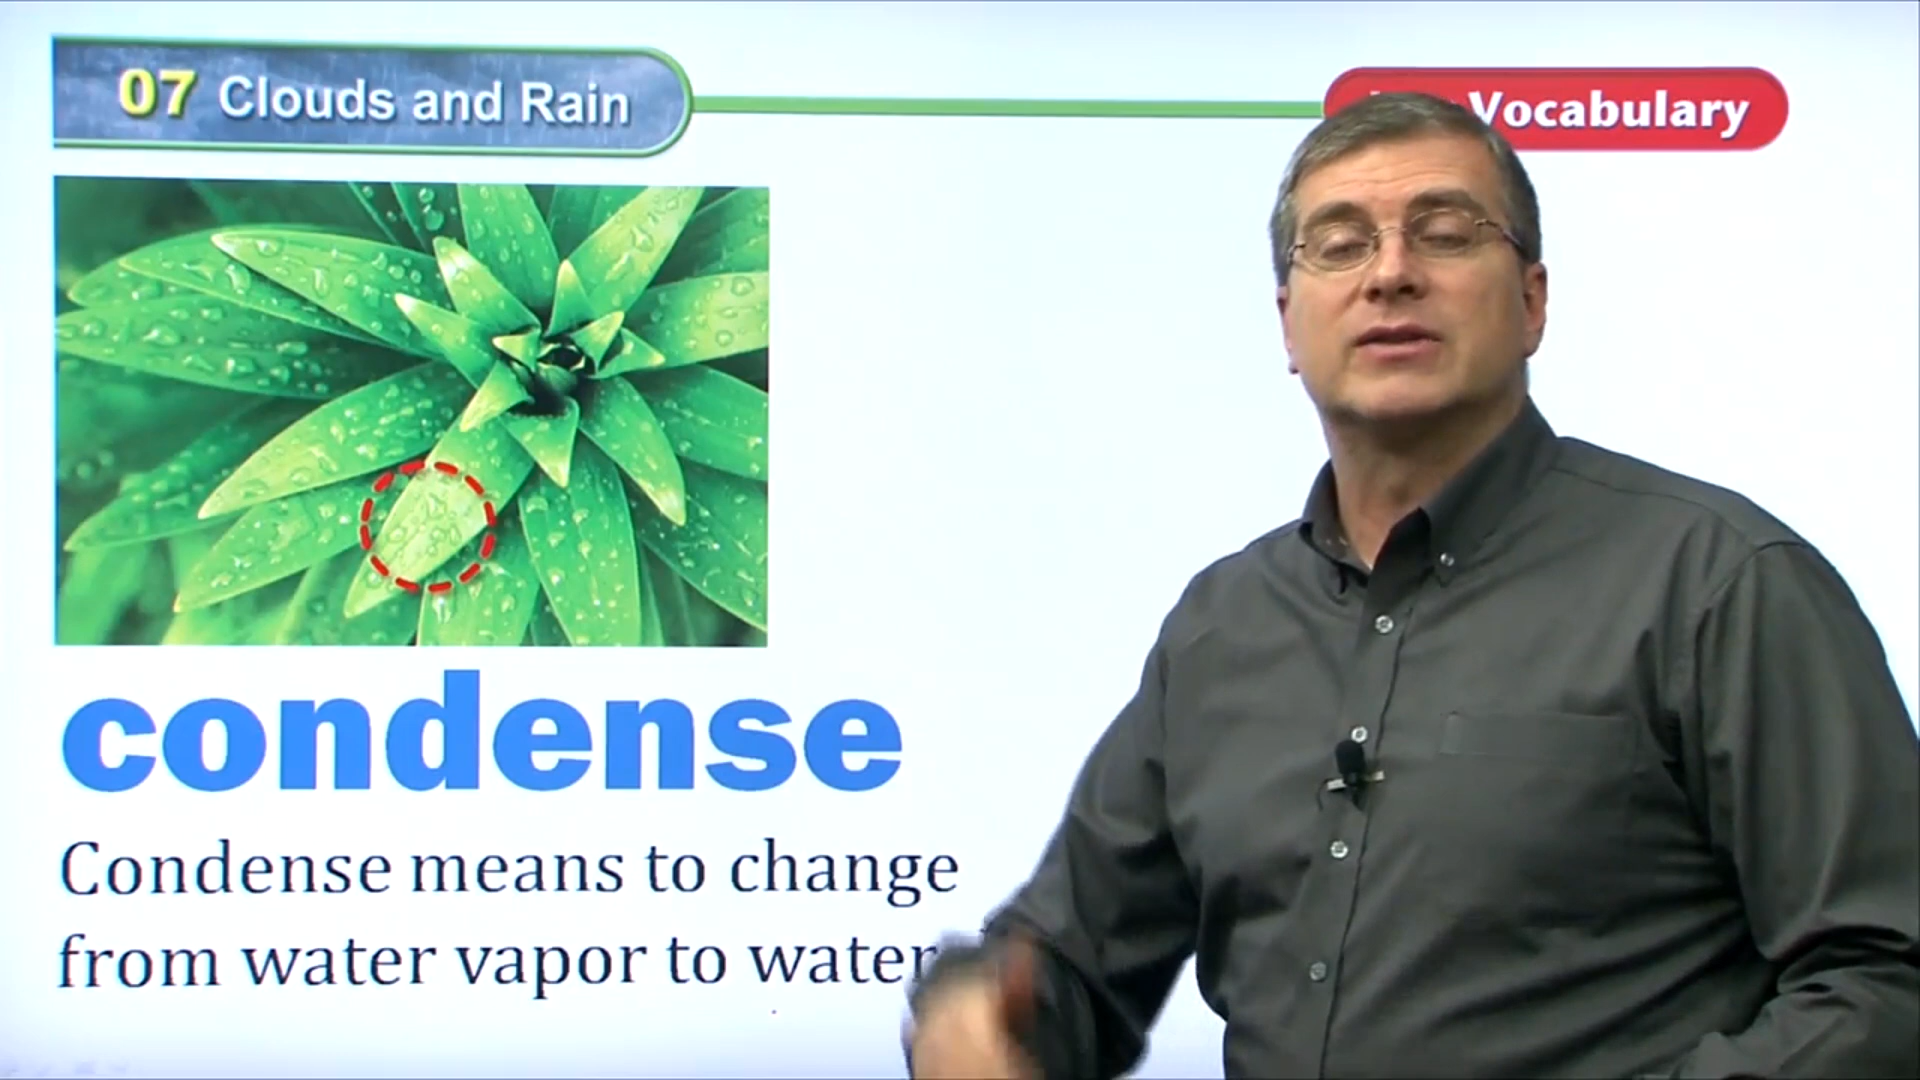 07 Clouds and Rain
Vocabulary
condense
Condense means to change
from water vapor to water